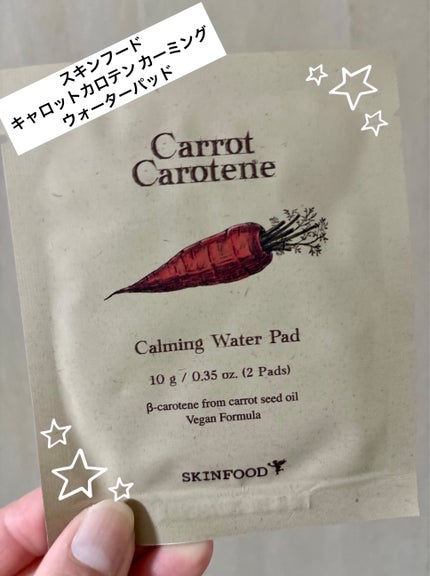 スキンフード
キャロットカロテン カーミング
ウォーターパッド
Carrot
Carotene
Calming Water Pad
10 g / 0.35 oz. (2 Pads)
β-carotene from carrot seed oil
Vegan Formula
SKINFOOD